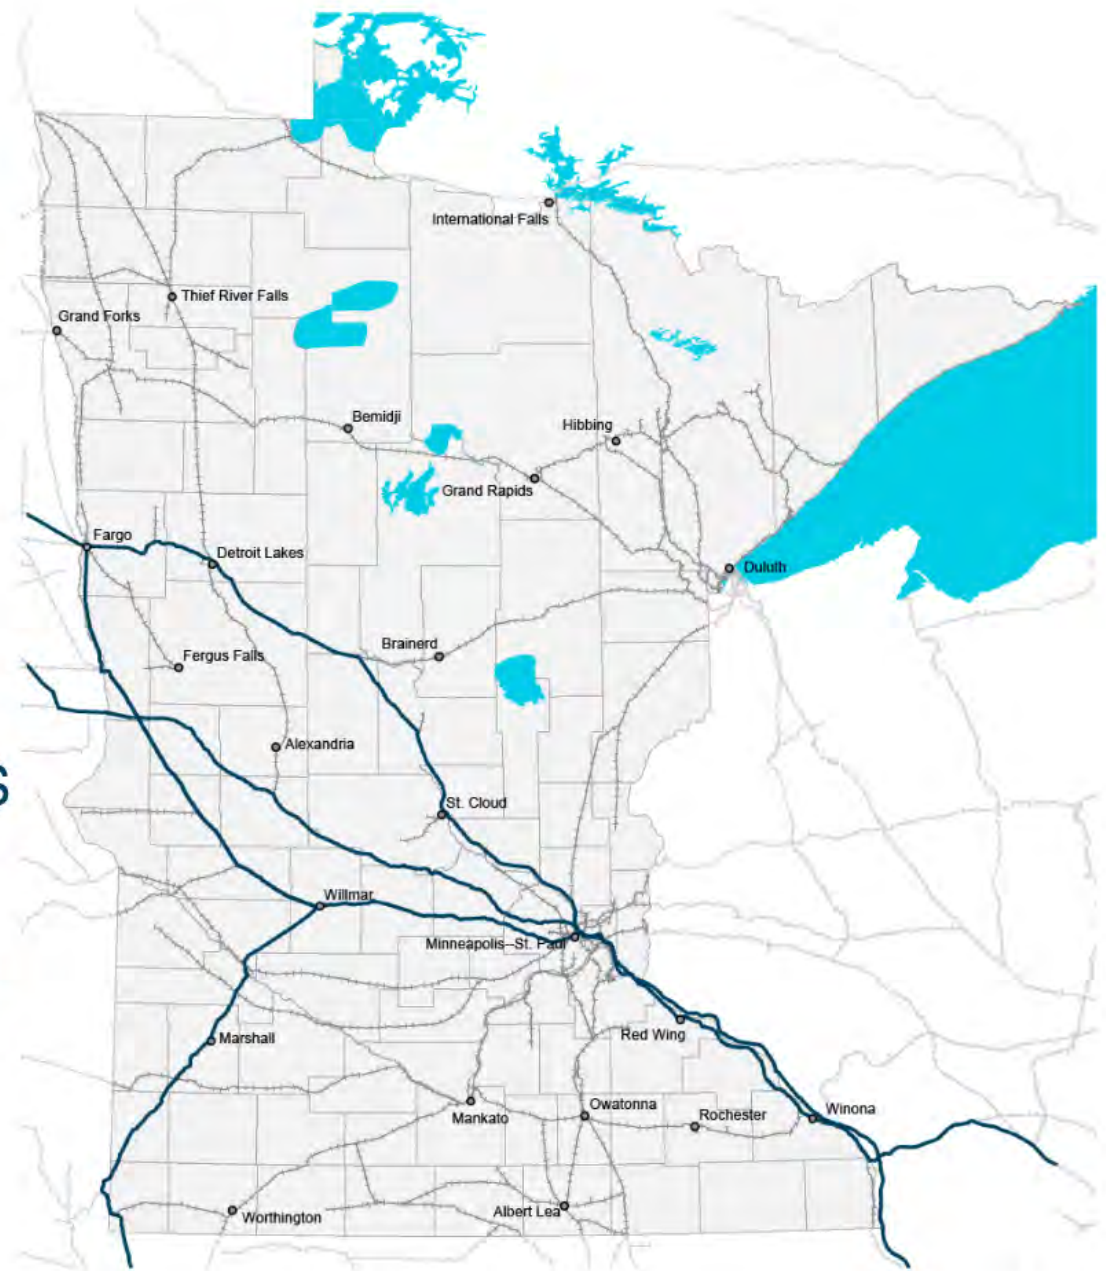 International Falls
Thief River Falls
Grand Forks
Bemidji
Hibbing
Grand Rapids
Fargo
Detroit Lakes
Duluth
Brainerd
Fergus Falls
Alexandria
s
St. Cloud
Willmar
Minneapolis--St. Paul
Red Wing
Marshall
Mankato
Owatonna
Rochester
Winona
Worthington
Albert Lea